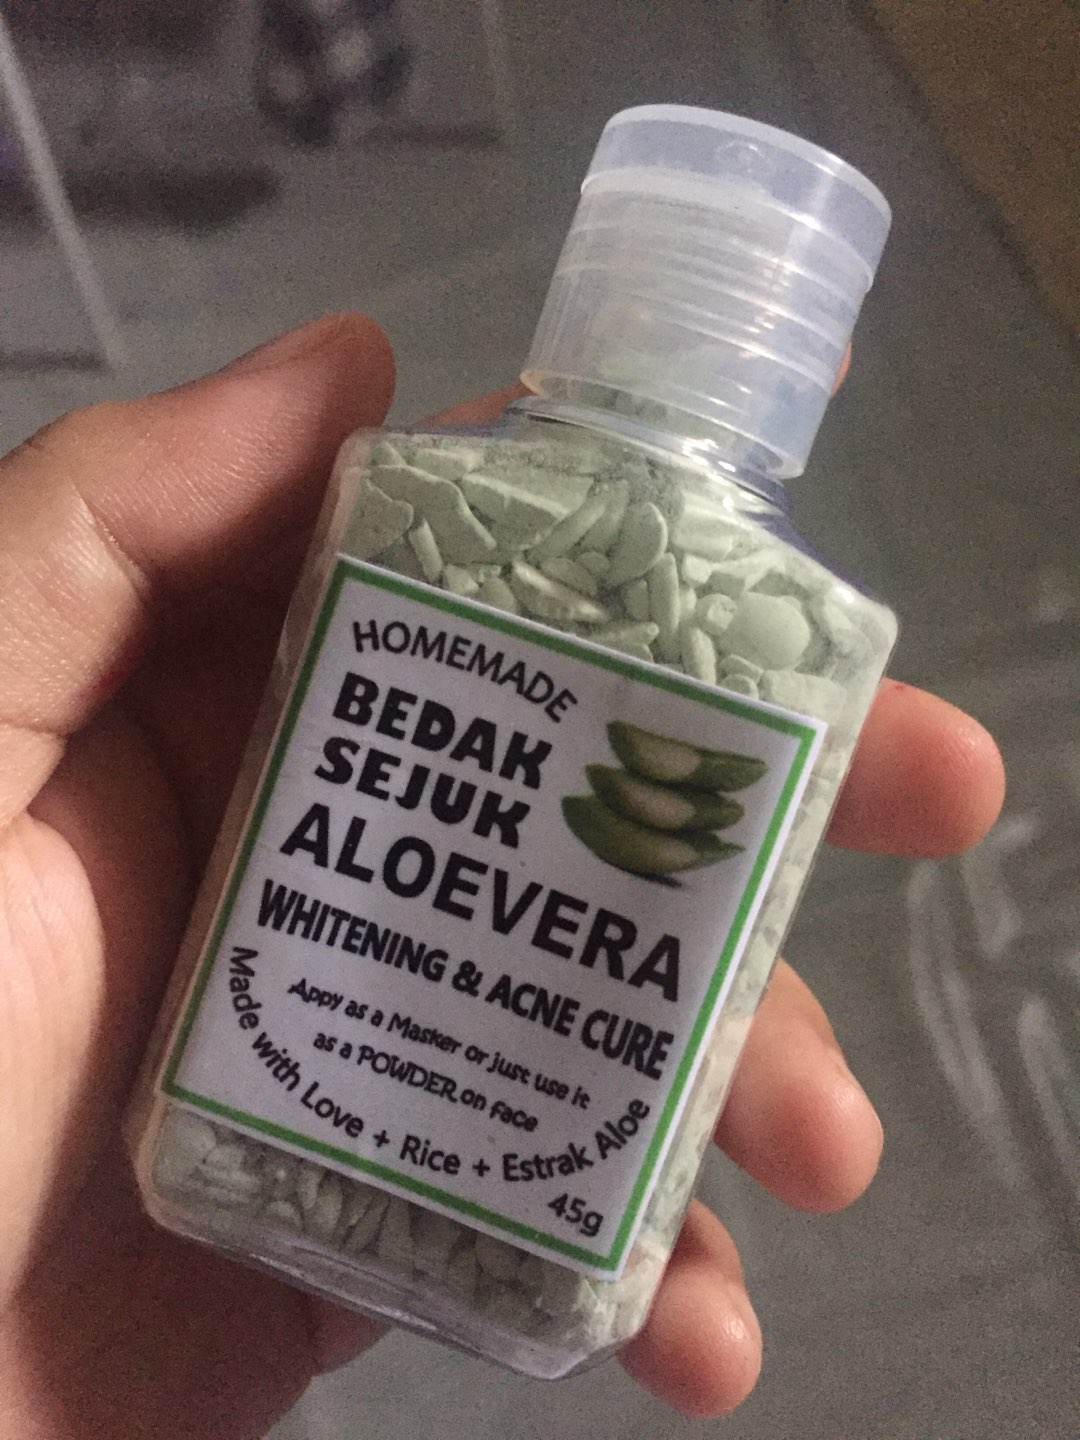 HOMEMADE
BEDAK
SEJUK
ALOEVERA
WHITENING & ACNE CURE
Appy as a Masker or just use it
as a POWDER on face
Made with Love + Rice + Estrak Aloe
45g